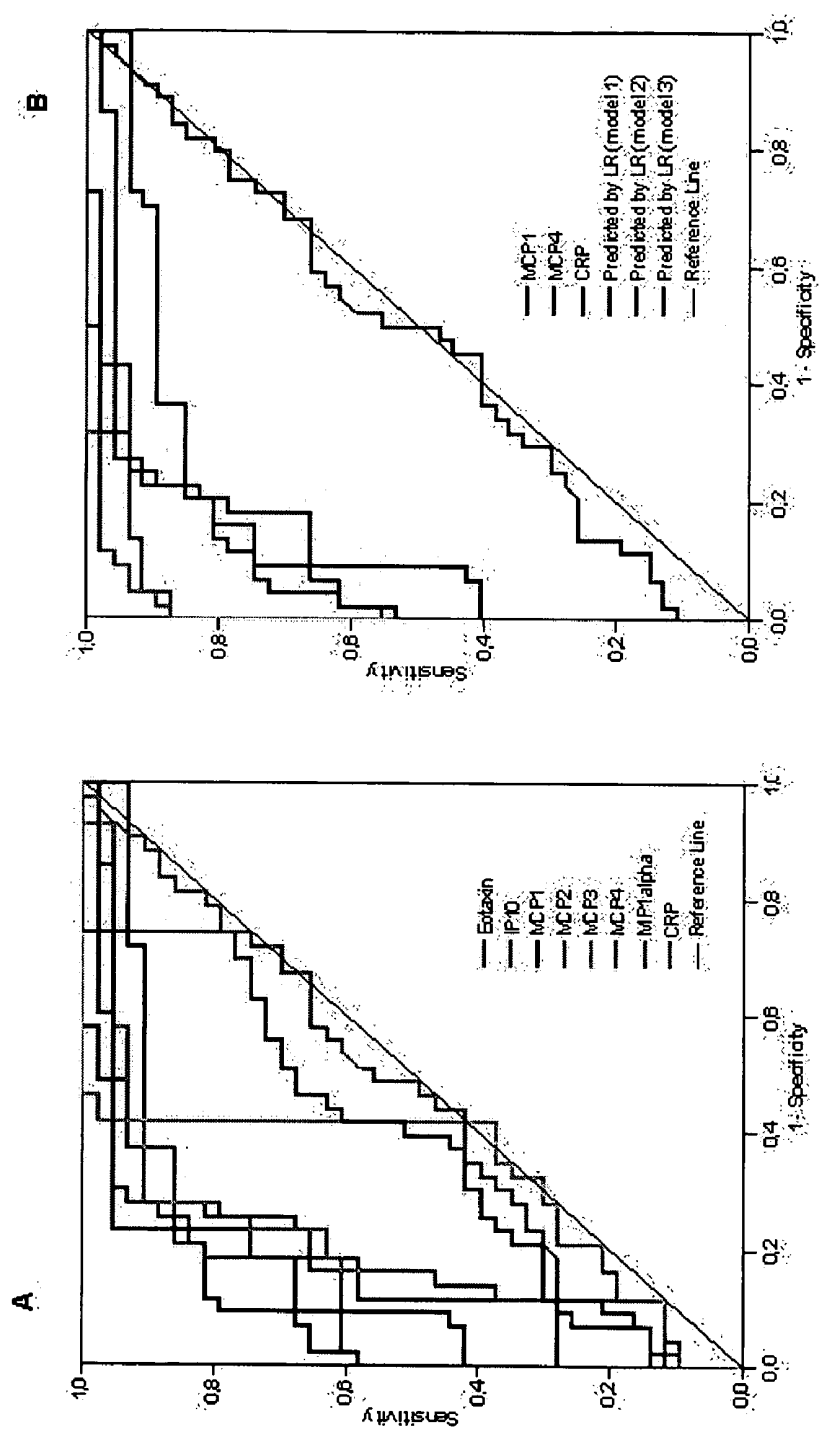 A
Sensitivity
1,0
0,8
0,6
0,4
0,2
0,0
0,0
0,2
0,4
0,6
0,8
1,0
1- Specificity
Eotaxin
IP10
MCP1
MCP2
MCP3
MCP4
MIP1alpha
CRP
Reference Line
B
Sensitivity
1,0
0,8
0,6
0,4
0,2
0,0
0,0
0,2
0,4
0,6
0,8
1,0
1- Specificity
MCP1
MCP4
CRP
Predicted by LR(model 1)
Predicted by LR(model2)
Predicted by LR(model 3)
Reference Line